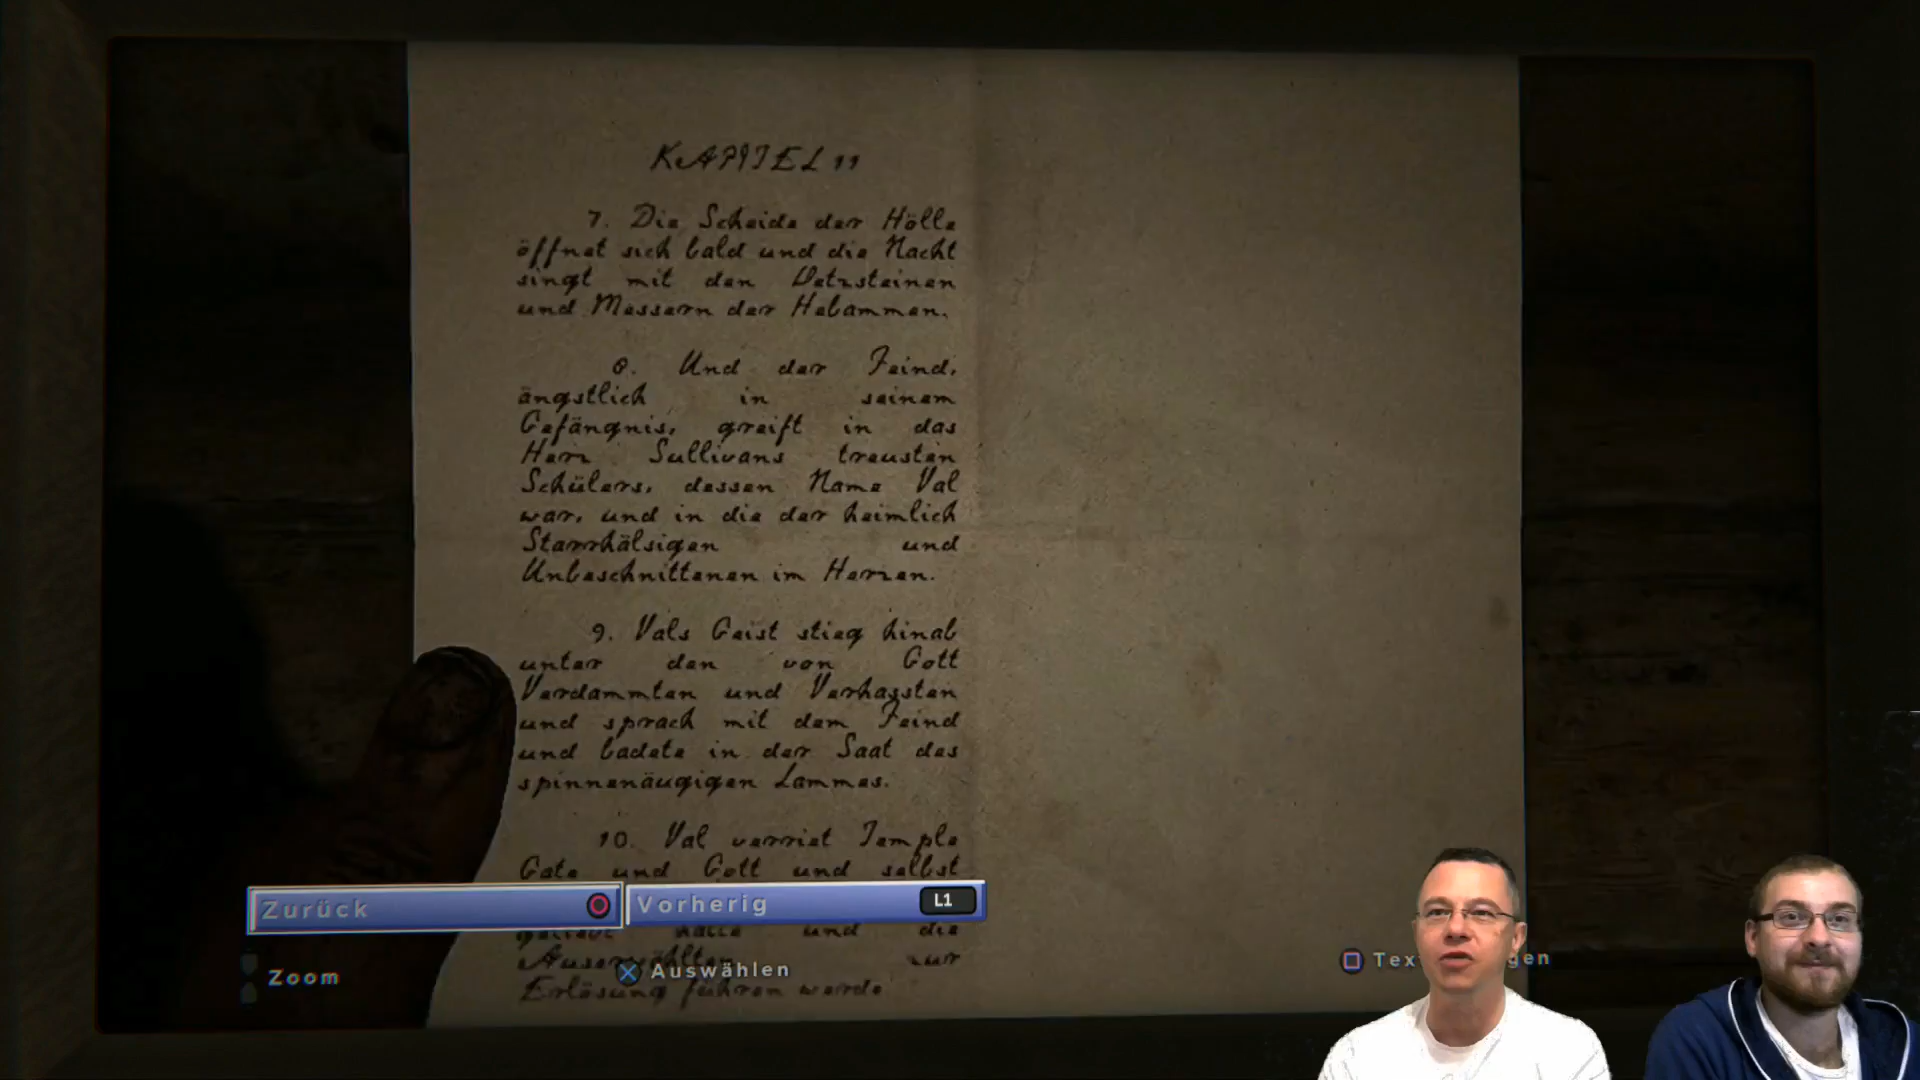 KAPITEL 11
7. Die Scheide der Hölle
öffnet sich bald und die Nacht
singt mit den Wetzsteinen
und Messern der Hebammen.
8. Und der Feind,
ängstlich in seinem
Gefängnis, greift in das
Herz Sullivans treusten
Schülers, dessen Name Val
war, und in die der heimlich
Starrhälsigen und
Unbeschnittenen im Herzen.
9. Vals Geist stieg hinab
unter den von Gott
Verdammten und Verhassten
und sprach mit dem Feind
und badete in der Saat des
spinnenäugigen Lammes.
10. Val verriet Temple
Gate und Gott und selbst
Zurück
Vorherig L1
geliebt hatte und die
Auserwählten zur
Erlösung führen werde
Zoom
Auswählen